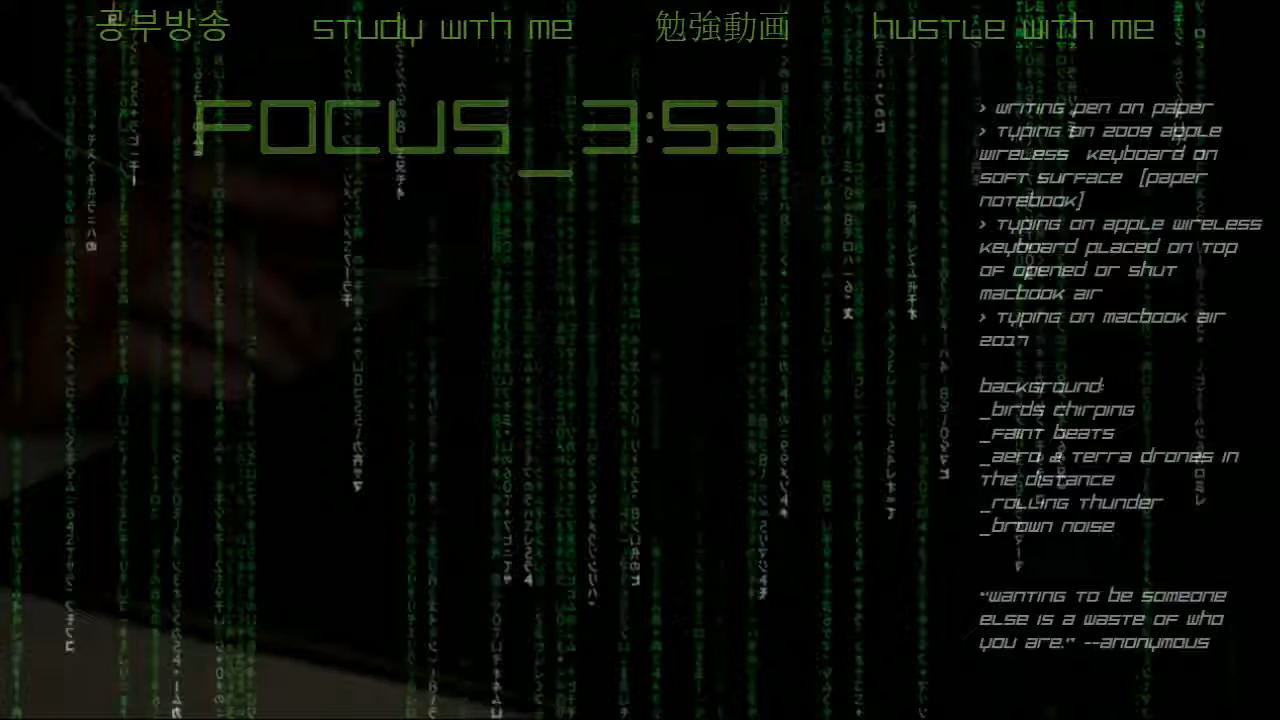 공부방송 study with me 勉強動画 hustle with me
FOCUS_3:53
> writing pen on paper
> typing on 2009 apple
wireless keyboard on
soft surface [paper
notebook]
> typing on apple wireless
keyboard placed on top
of opened or shut
macbook air
> typing on macbook air
2017
background:
_birds chirping
_faint beats
_aero & terra drones in
the distance
_rolling thunder
_brown noise
"wanting to be someone
else is a waste of who
you are." --anonymous